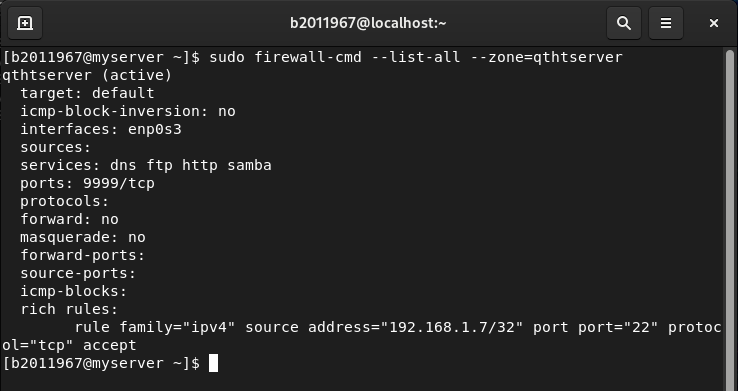 b2011967@localhost:~
[b2011967@myserver ~]$ sudo firewall-cmd --list-all --zone=qthtserver
qthtserver (active)
  target: default
  icmp-block-inversion: no
  interfaces: enp0s3
  sources:
  services: dns ftp http samba
  ports: 9999/tcp
  protocols:
  forward: no
  masquerade: no
  forward-ports:
  source-ports:
  icmp-blocks:
  rich rules:
        rule family="ipv4" source address="192.168.1.7/32" port port="22" protoc
ol="tcp" accept
[b2011967@myserver ~]$